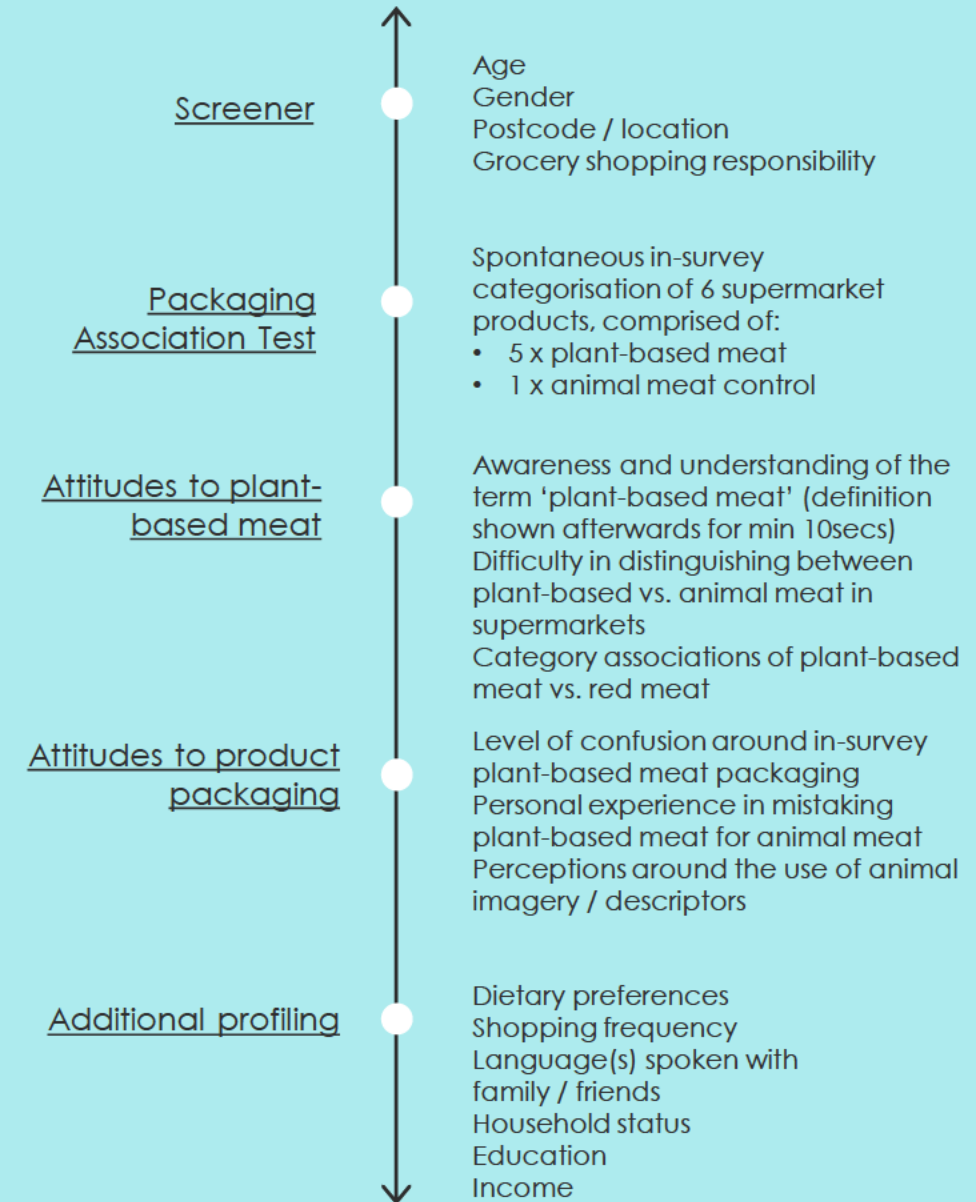 Screener
Age
Gender
Postcode / location
Grocery shopping responsibility
Packaging
Association Test
Spontaneous in-survey
categorisation of 6 supermarket
products, comprised of:
• 5 x plant-based meat
• 1 x animal meat control
Attitudes to plant-
based meat
Awareness and understanding of the
term ‘plant-based meat’ (definition
shown afterwards for min 10secs)
Difficulty in distinguishing between
plant-based vs. animal meat in
supermarkets
Category associations of plant-based
meat vs. red meat
Attitudes to product
packaging
Level of confusion around in-survey
plant-based meat packaging
Personal experience in mistaking
plant-based meat for animal meat
Perceptions around the use of animal
imagery / descriptors
Additional profiling
Dietary preferences
Shopping frequency
Language(s) spoken with
family / friends
Household status
Education
Income